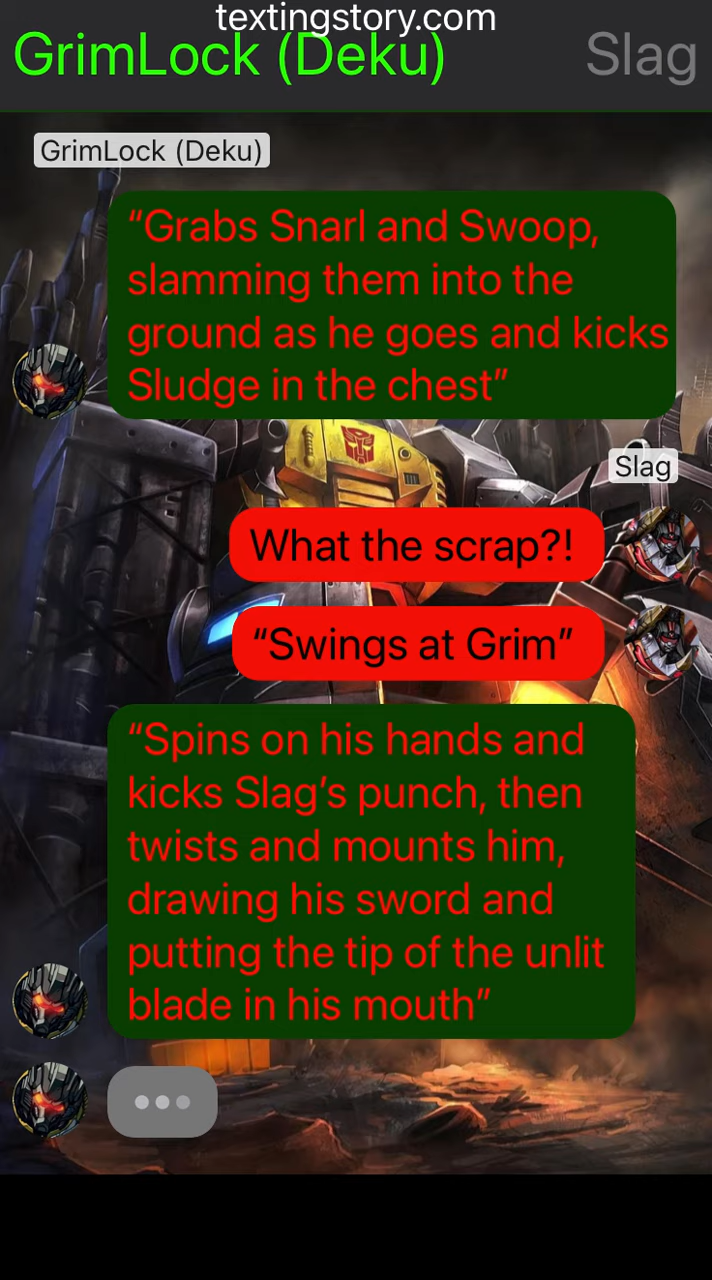 textingstory.com
GrimLock (Deku)
Slag
GrimLock (Deku)
“Grabs Snarl and Swoop,
slamming them into the
ground as he goes and kicks
Sludge in the chest”
Slag
What the scrap?!
“Swings at Grim”
“Spins on his hands and
kicks Slag’s punch, then
twists and mounts him,
drawing his sword and
putting the tip of the unlit
blade in his mouth”